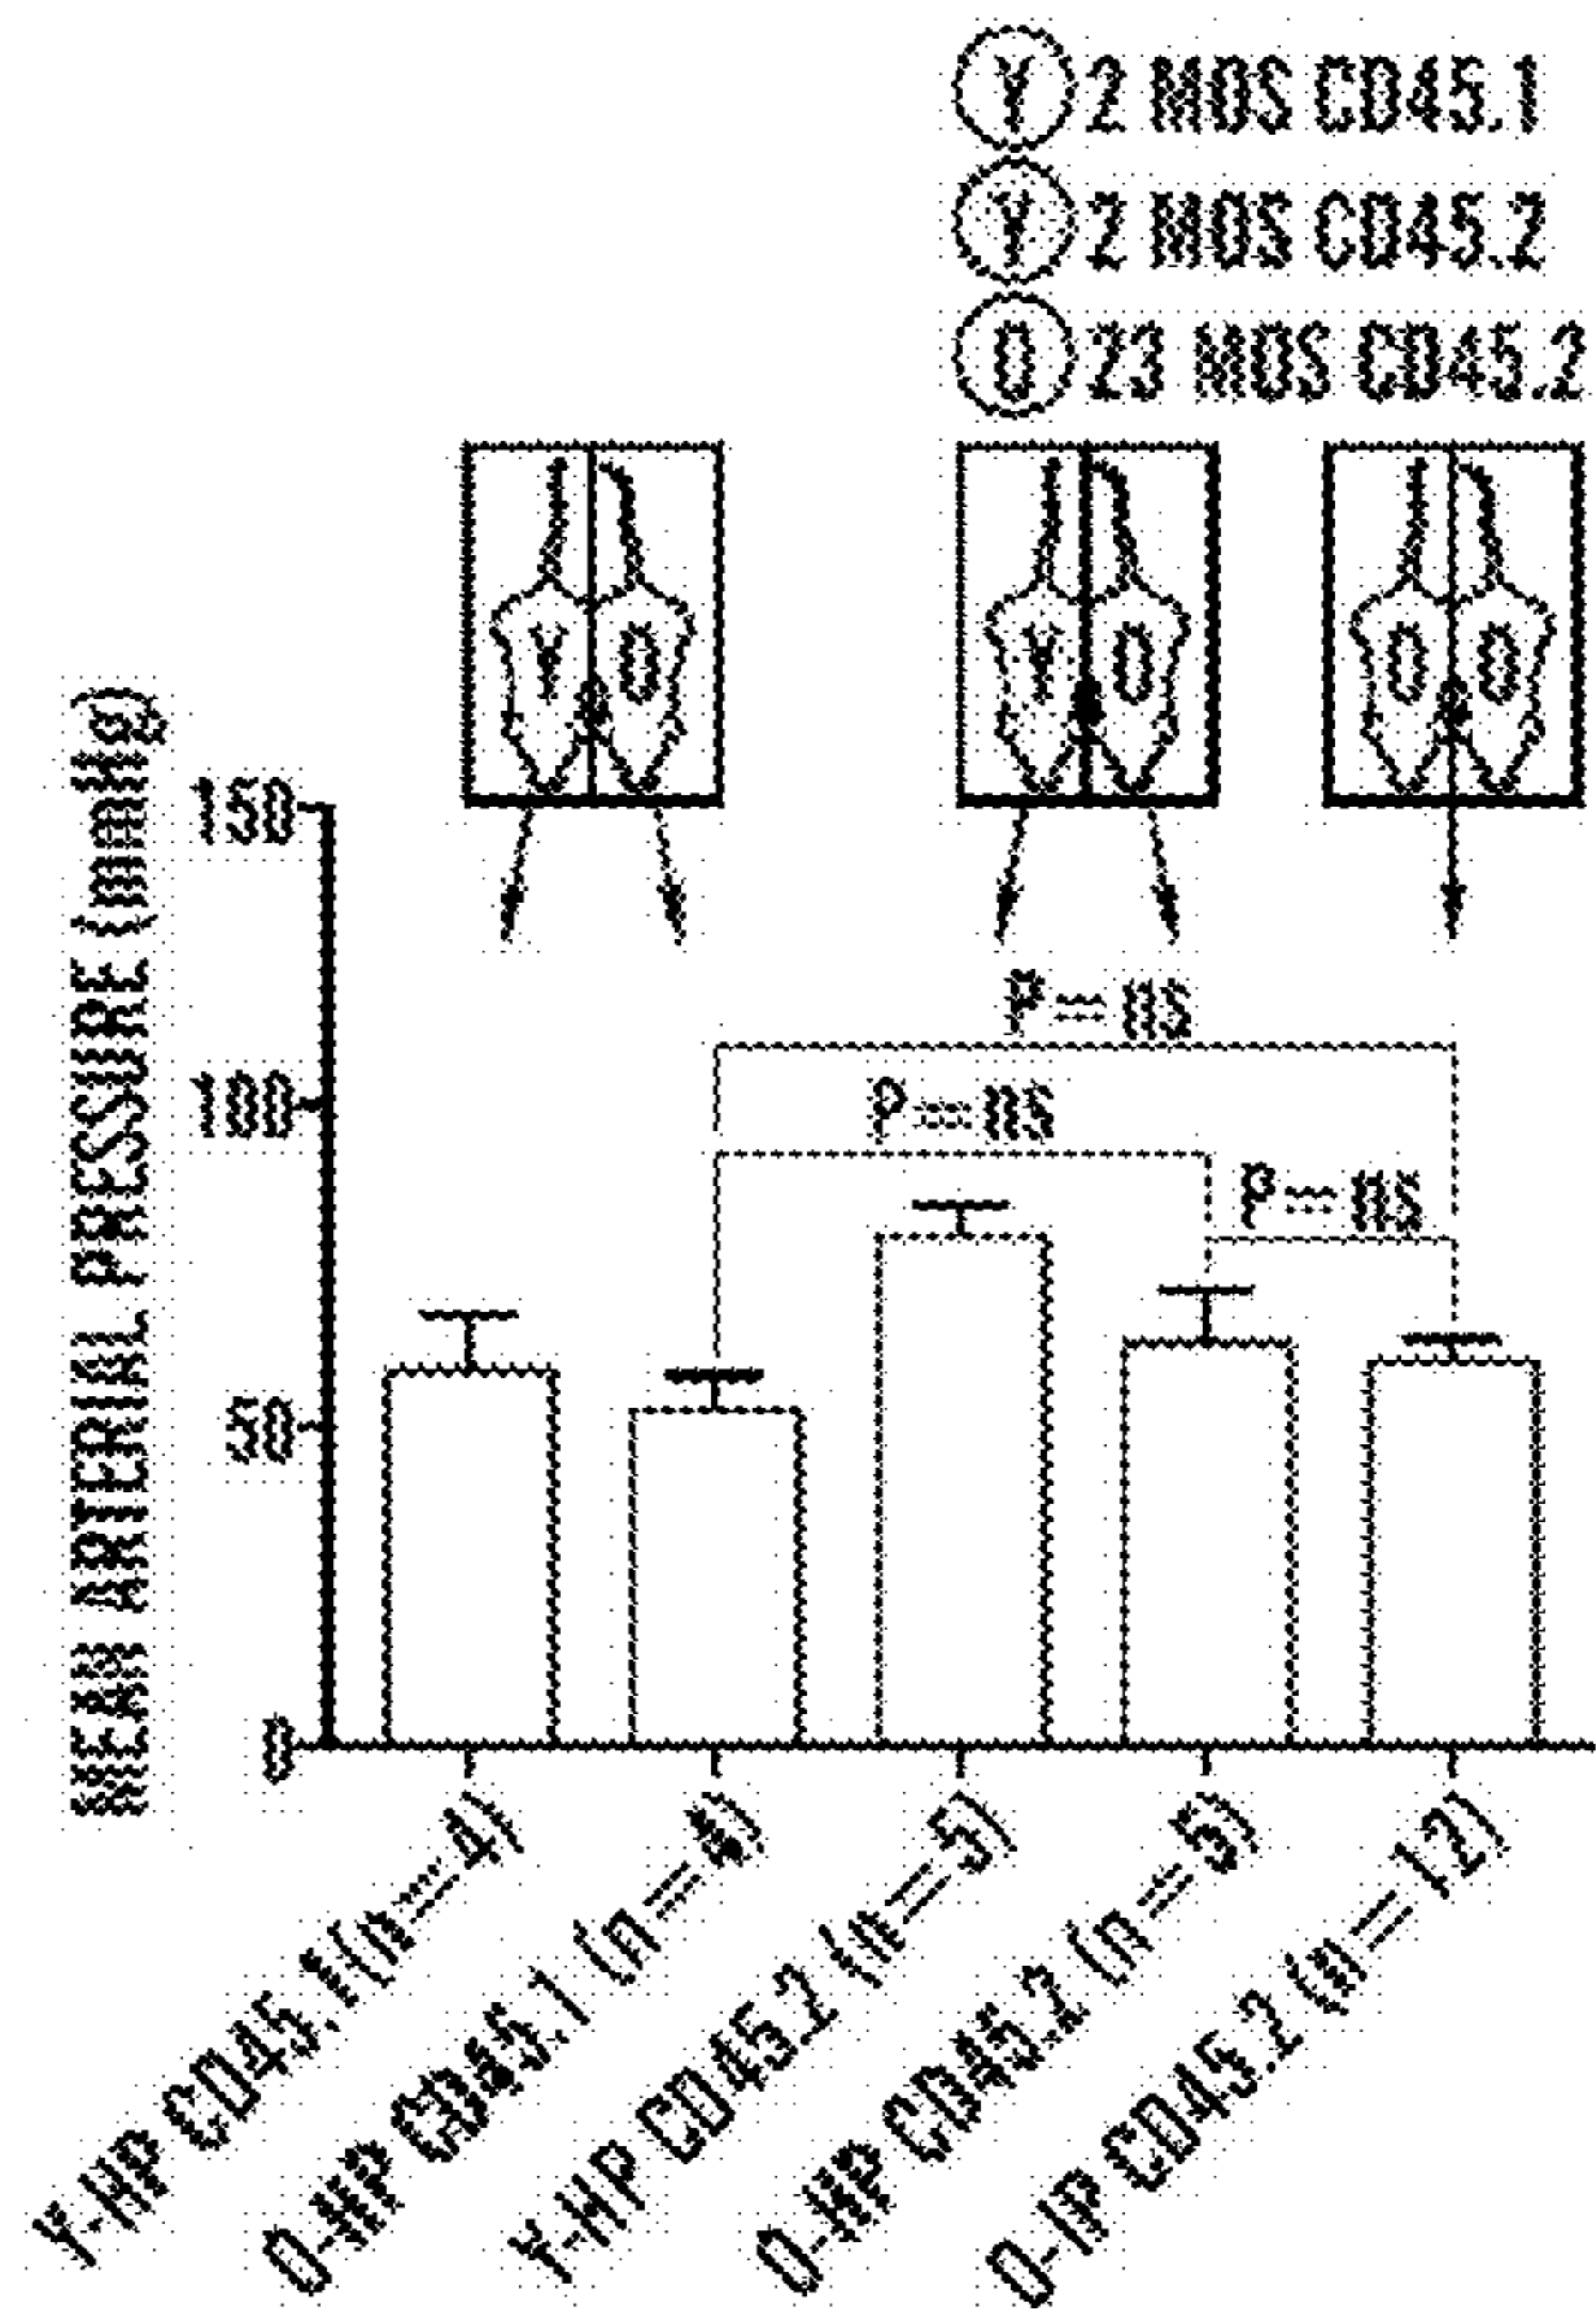 Y 2 MOS CD45.1
Y 2 MOS CD45.2
O 23 MOS CD45.2
Y O
Y O
O O
MEAN ARTERIAL PRESSURE (mmHg)
150
100
50
0
P=ns
P=ns
P=ns
Y-HP CD45.1 (n=4)
O-HP CD45.1 (n=4)
Y-HP CD45.2 (n=5)
O-HP CD45.2 (n=5)
O-IP CD45.2 (n=12)